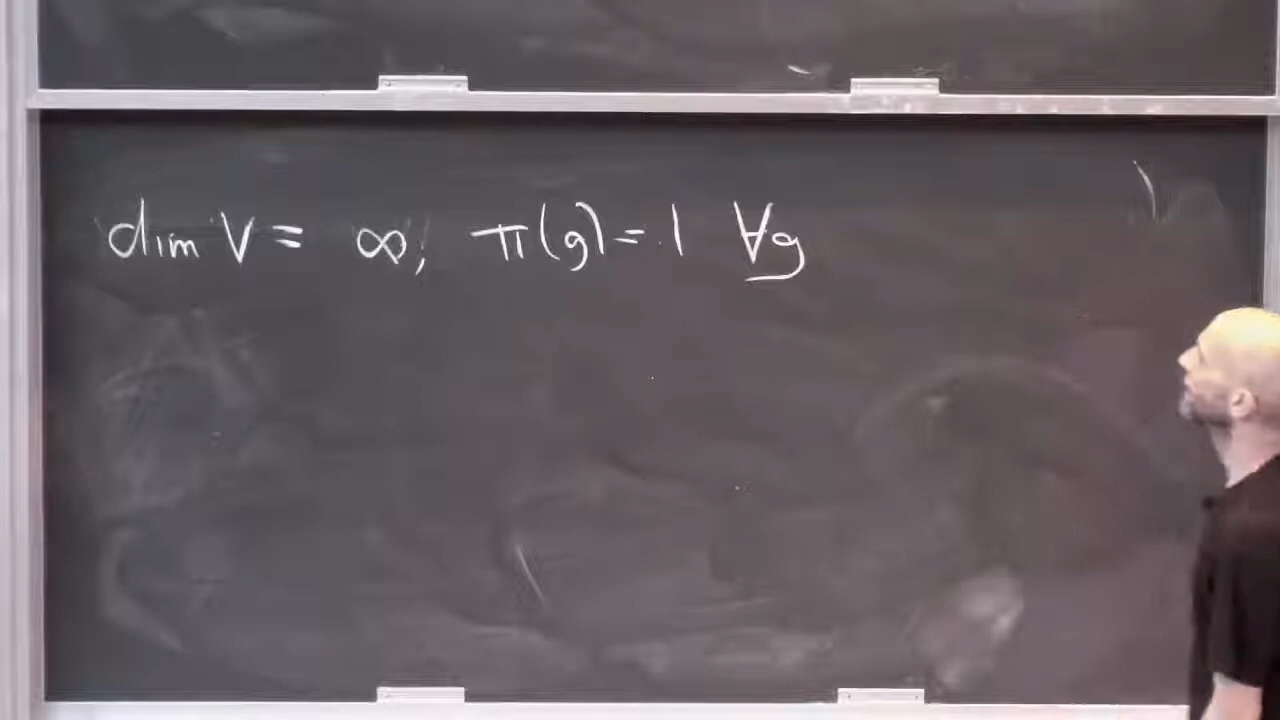 dim V = ∞; π(g) = 1 ∀g